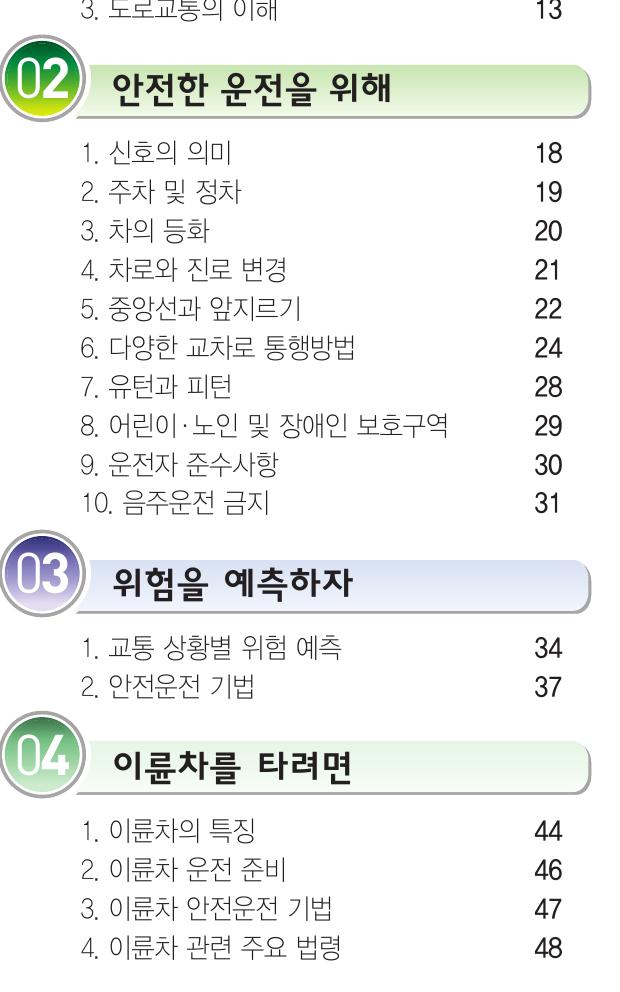 3. 도로교통의 이해 13
02 안전한 운전을 위해
1. 신호의 의미 18
2. 주차 및 정차 19
3. 차의 등화 20
4. 차로와 진로 변경 21
5. 중앙선과 앞지르기 22
6. 다양한 교차로 통행방법 24
7. 유턴과 피턴 28
8. 어린이·노인 및 장애인 보호구역 29
9. 운전자 준수사항 30
10. 음주운전 금지 31
03 위험을 예측하자
1. 교통 상황별 위험 예측 34
2. 안전운전 기법 37
04 이륜차를 타려면
1. 이륜차의 특징 44
2. 이륜차 운전 준비 46
3. 이륜차 안전운전 기법 47
4. 이륜차 관련 주요 법령 48